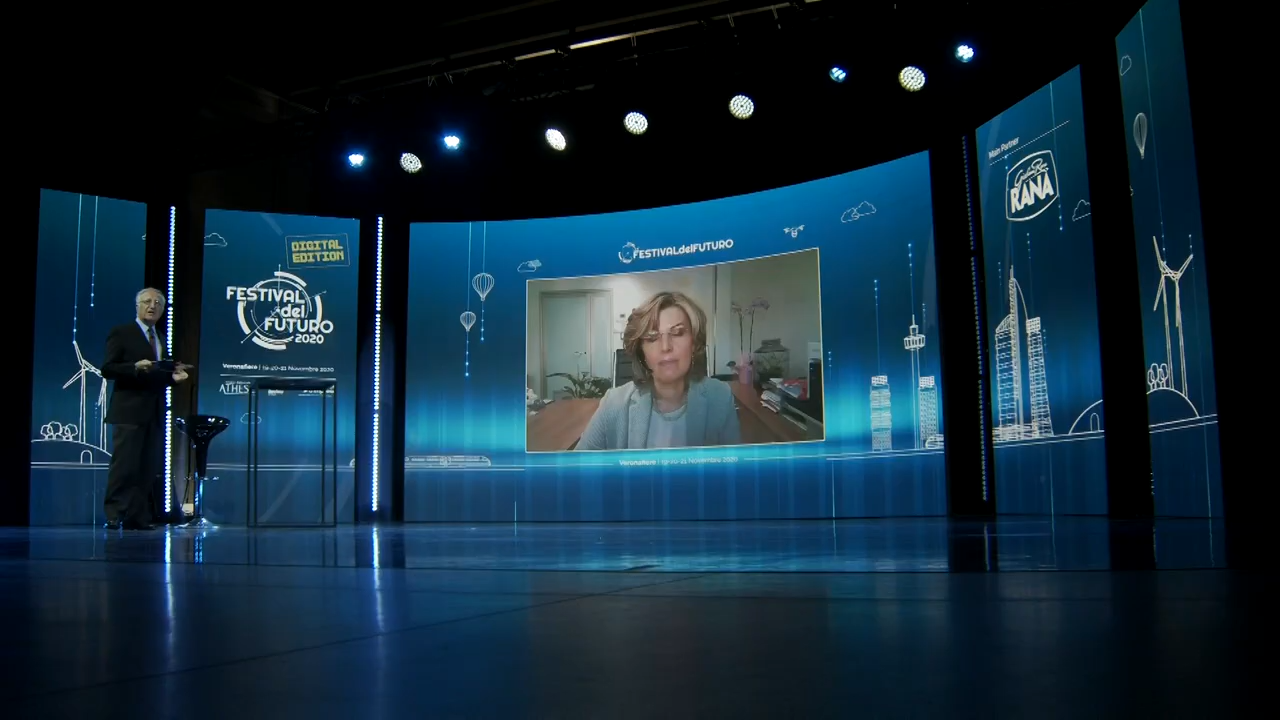 DIGITAL
EDITION
FESTIVAL
del
FUTURO
2020
Veronafiere | 19-20-21 Novembre 2020
FESTIVALdelFUTURO
Veronafiere | 19-20-21 Novembre 2020
Main Partner
RANA